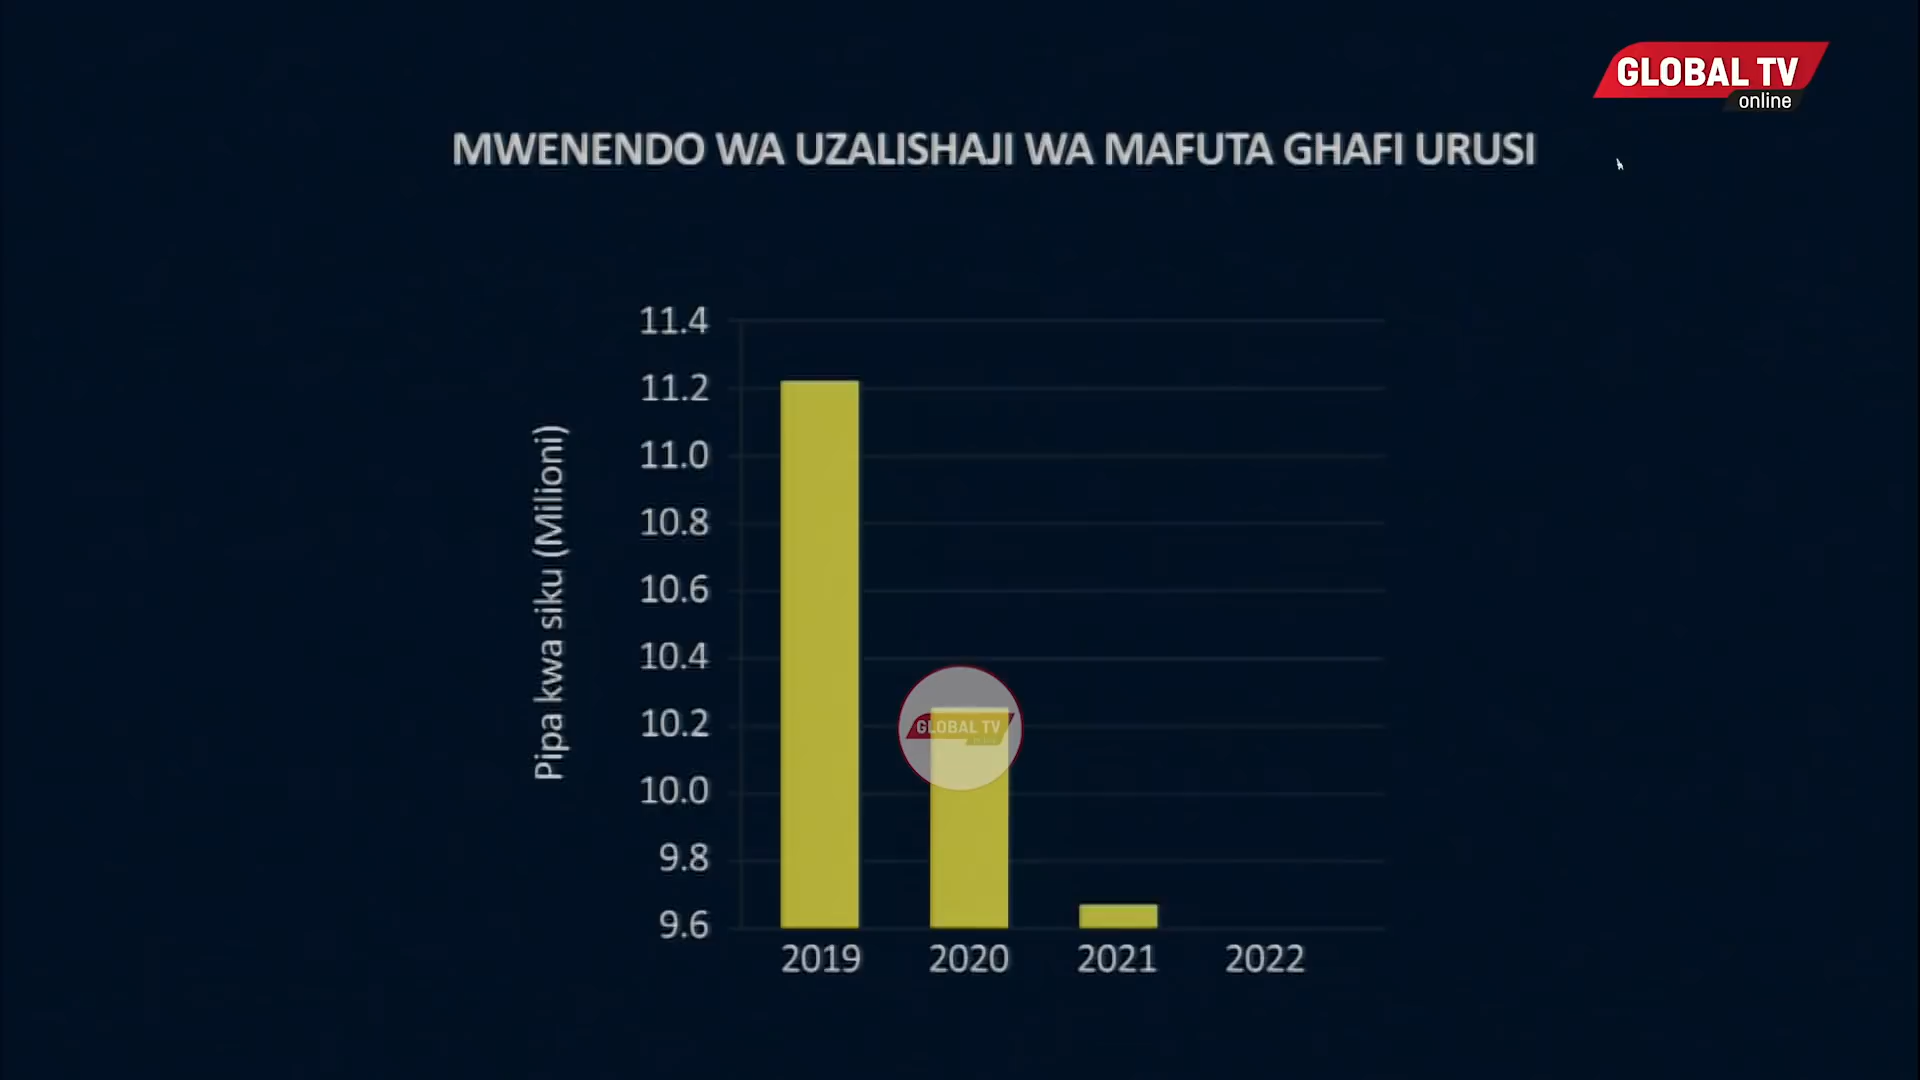 GLOBAL TV
online
MWENENDO WA UZALISHAJI WA MAFUTA GHAFI URUSI
Pipa kwa siku (Milioni)
11.4
11.2
11.0
10.8
10.6
10.4
10.2
10.0
9.8
9.6
GLOBAL TV
2019 2020 2021 2022